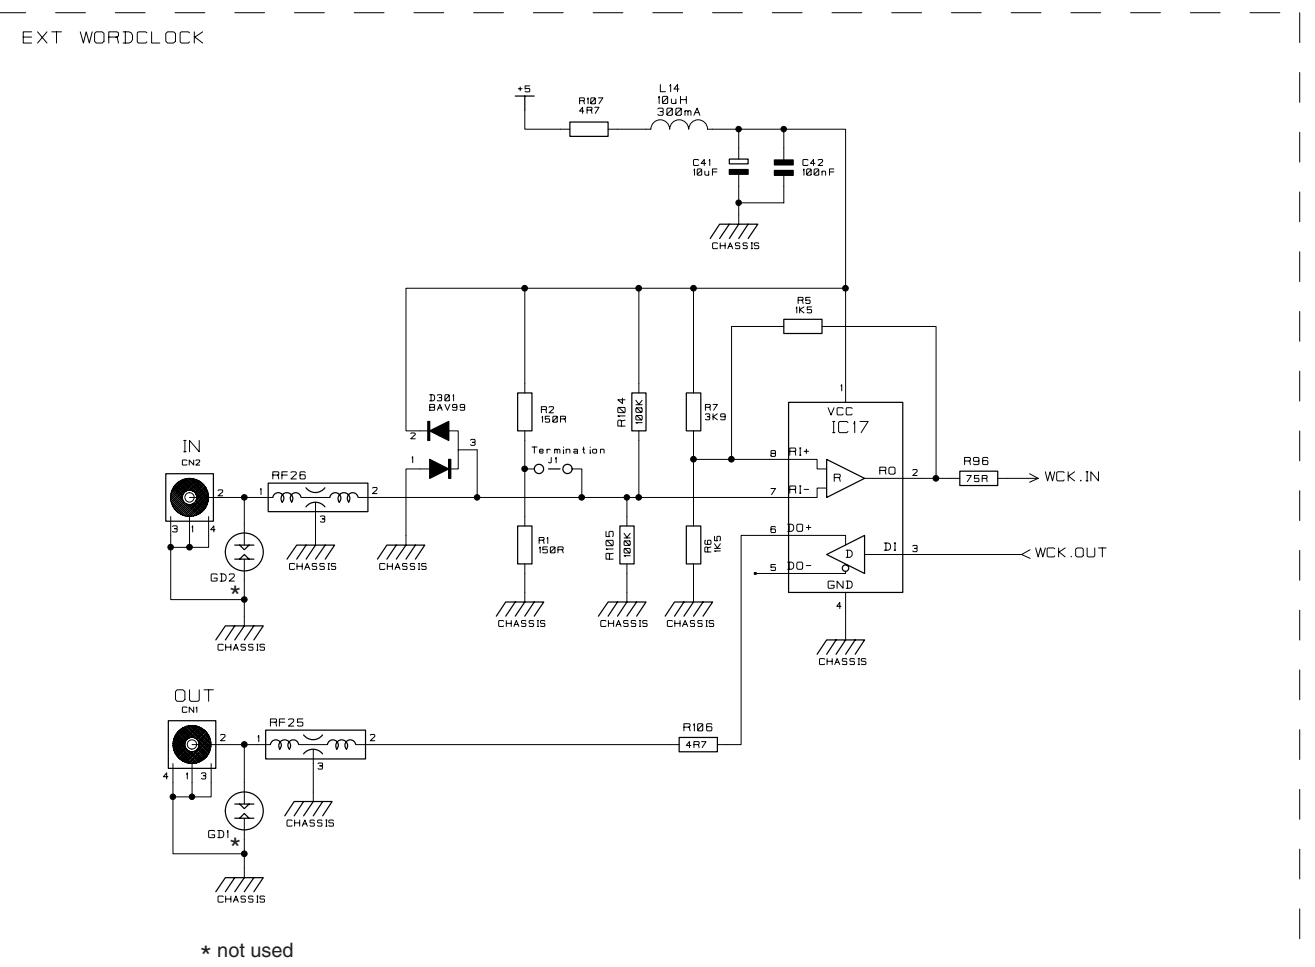 EXT WORDCLOCK
+5
R107
4R7
L14
10uH
300mA
C41
10uF
C42
100nF
CHASSIS
R5
1K5
D301
BAV99
2
1
3
R2
150R
Termination
J1
R104
100K
R7
3K9
1
VCC
IC17
8 RI+
7 RI-
R
RO 2
R96
75R
WCK.IN
6 DO+
5 DO-
D
DI 3
WCK.OUT
GND
4
CHASSIS
IN
CN2
2
3 1 4
RF26
1 2
3
CHASSIS
CHASSIS
R1
150R
CHASSIS
R105
100K
CHASSIS
R6
1K5
CHASSIS
GD2
*
CHASSIS
OUT
CN1
2
4 1 3
RF25
1 2
3
CHASSIS
R106
4R7
GD1
*
CHASSIS
* not used